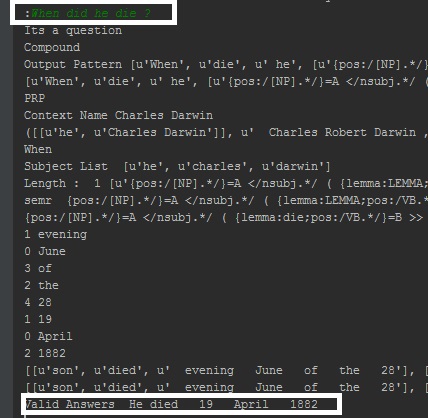 :When did he die ?
Its a question
Compound
Output Pattern [u'When', u'die', u' he', [u'{pos:/[NP].*/}
[u'When', u'die', u' he', u'{pos:/[NP].*/}=A </nsubj.*/ (
PRP
Context Name Charles Darwin
([[u'he', u'Charles Darwin']], u'  Charles Robert Darwin ,
When
Subject List  [u'he', u'charles', u'darwin']
Length :  1 [u'{pos:/[NP].*/}=A </nsubj.*/ ( {lemma:LEMMA;
semr  {pos:/[NP].*/}=A </nsubj.*/ ( {lemma:LEMMA;pos:/VB.*
{pos:/[NP].*/}=A </nsubj.*/ ( {lemma:die;pos:/VB.*/}=B >>
1 evening
0 June
3 of
2 the
4 28
1 19
0 April
2 1882
[[u'son', u'died', u'  evening   June   of   the   28'], [
[[u'son', u'died', u'  evening   June   of   the   28'], [
Valid Answers  He died   19   April   1882